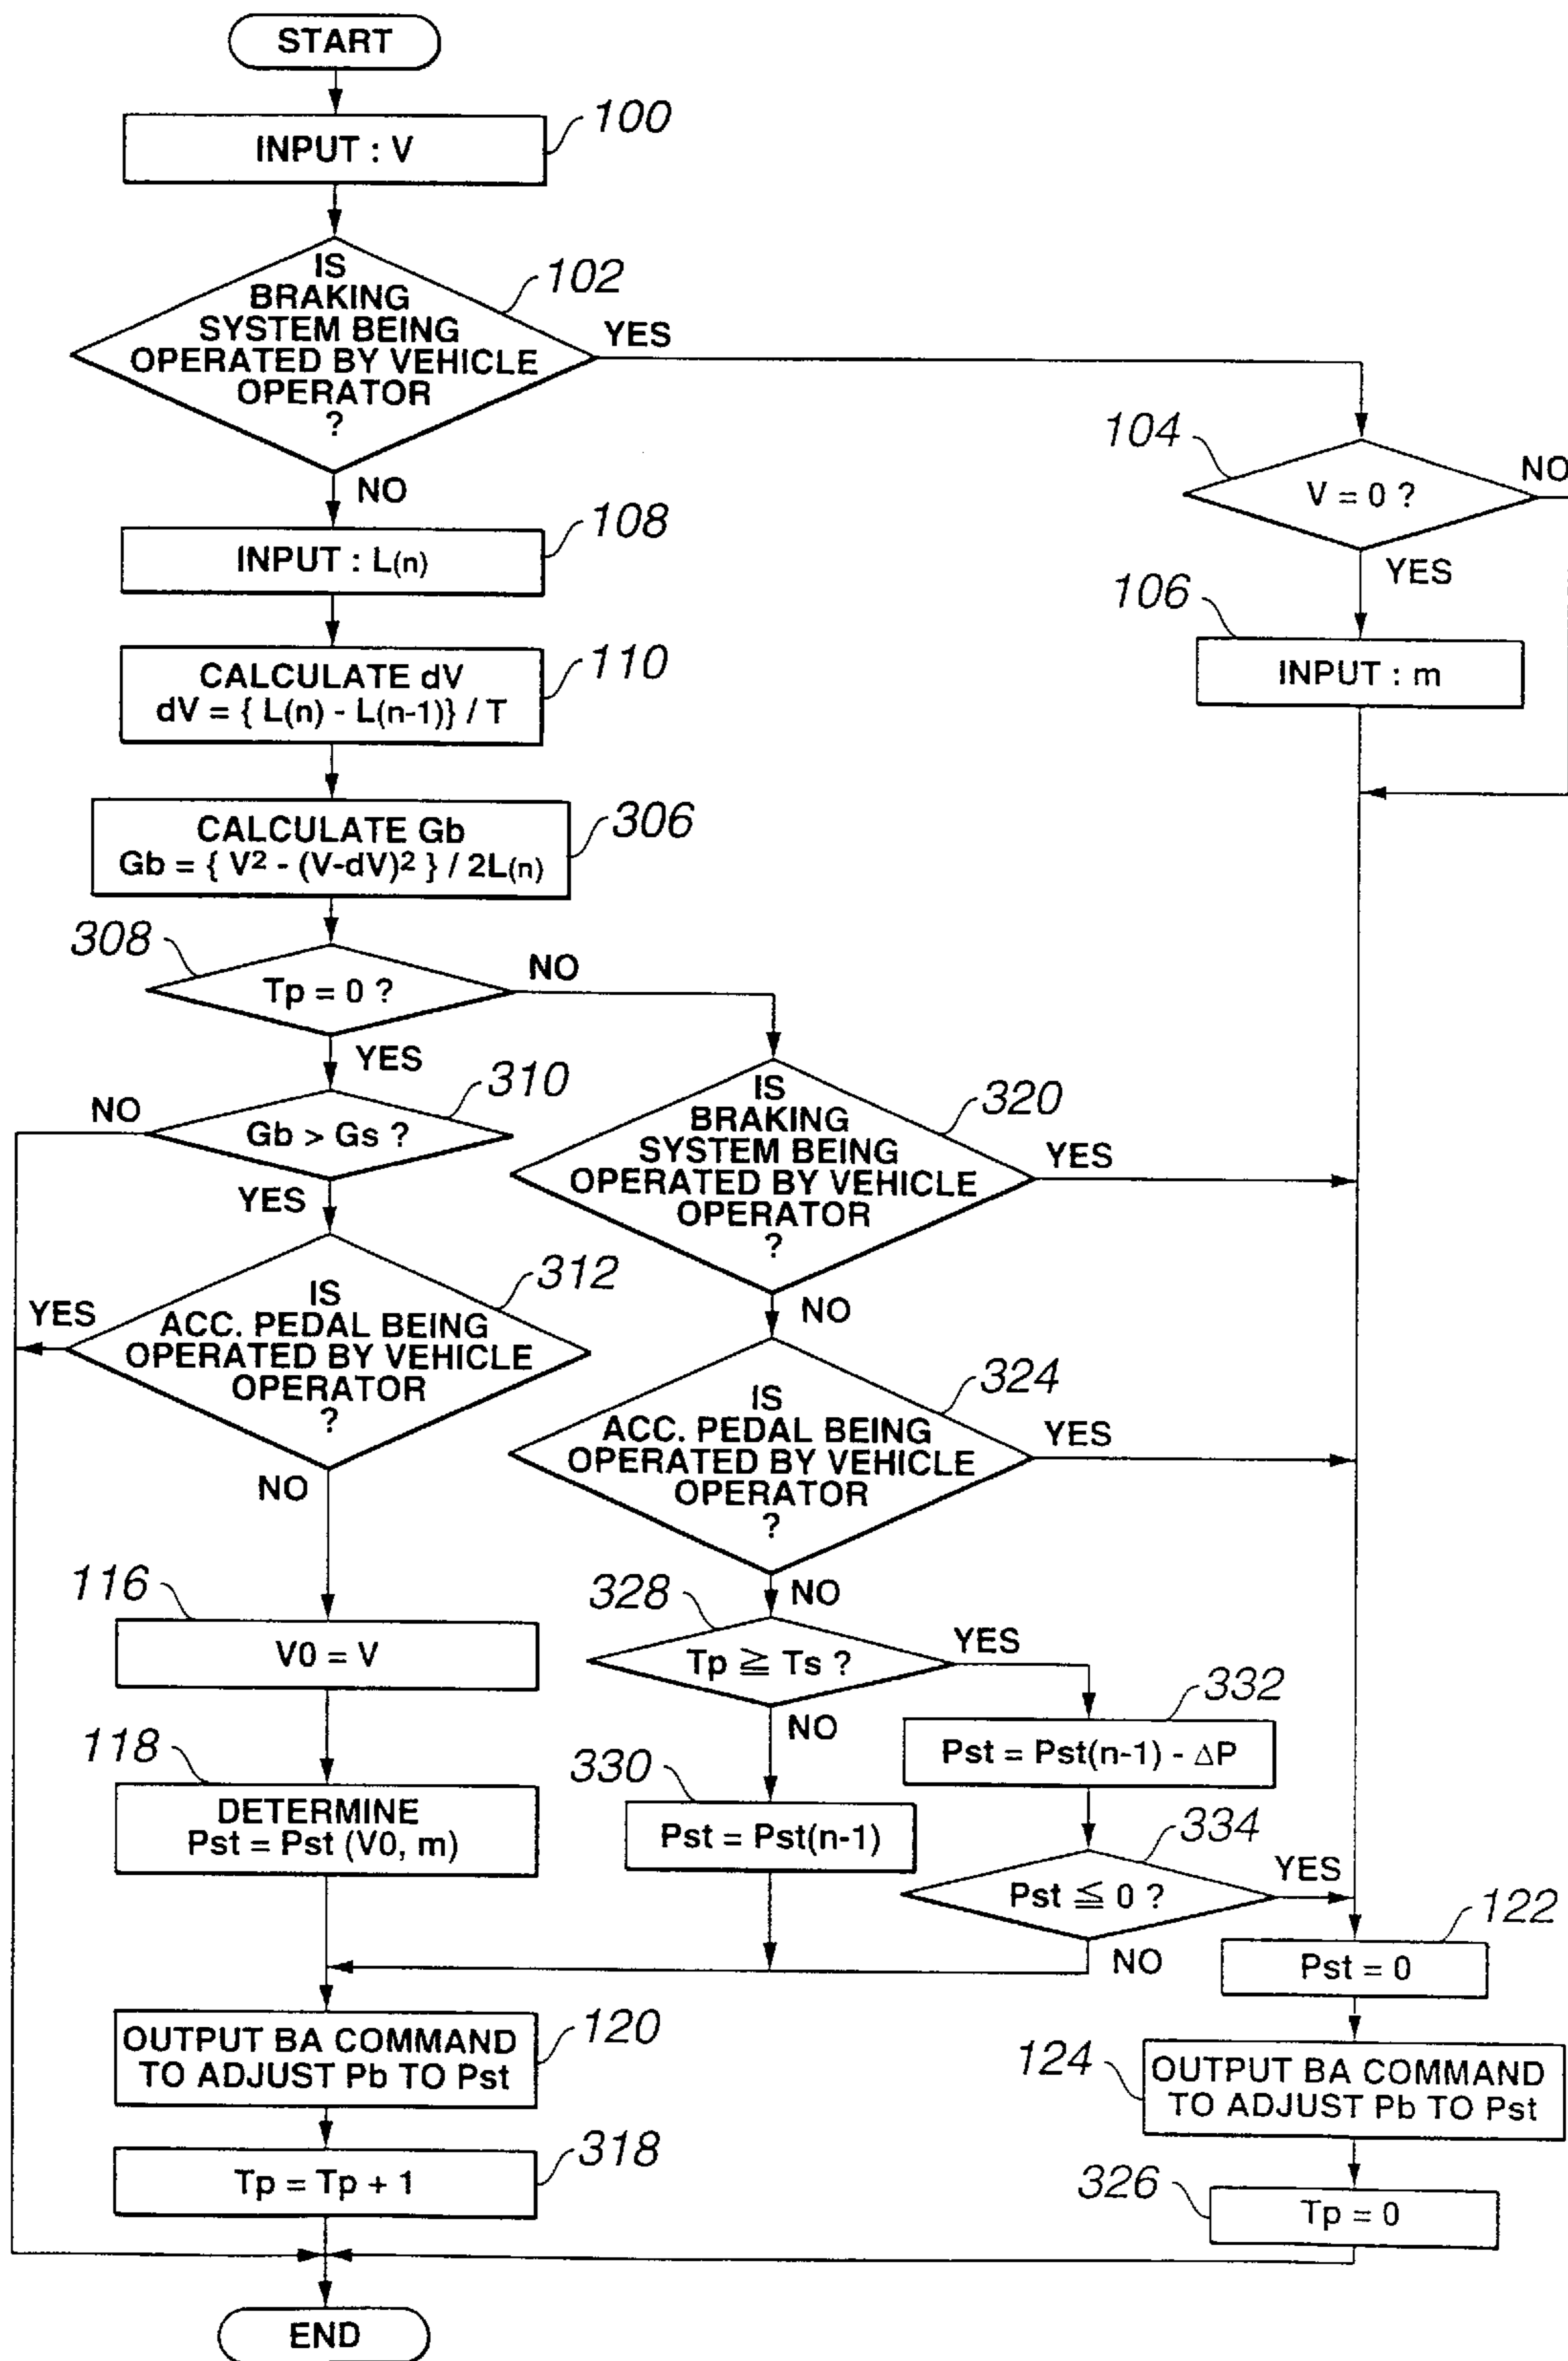 START
100
INPUT : V
102
IS
BRAKING
SYSTEM BEING
OPERATED BY VEHICLE
OPERATOR
?
YES
NO
104
V = 0 ?
NO
YES
106
INPUT : m
108
INPUT : L(n)
110
CALCULATE dV
dV = { L(n) - L(n-1)} / T
306
CALCULATE Gb
Gb = { V² - (V-dV)² } / 2L(n)
308
Tp = 0 ?
NO
YES
310
NO
Gb > Gs ?
YES
320
IS
BRAKING
SYSTEM BEING
OPERATED BY VEHICLE
OPERATOR
?
YES
NO
312
YES
IS
ACC. PEDAL BEING
OPERATED BY VEHICLE
OPERATOR
?
NO
324
IS
ACC. PEDAL BEING
OPERATED BY VEHICLE
OPERATOR
?
YES
NO
116
V0 = V
328
Tp ≧ Ts ?
YES
NO
332
Pst = Pst(n-1) - ΔP
118
DETERMINE
Pst = Pst (V0, m)
330
Pst = Pst(n-1)
334
Pst ≦ 0 ?
YES
NO
122
Pst = 0
120
OUTPUT BA COMMAND
TO ADJUST Pb TO Pst
124
OUTPUT BA COMMAND
TO ADJUST Pb TO Pst
318
Tp = Tp + 1
326
Tp = 0
END